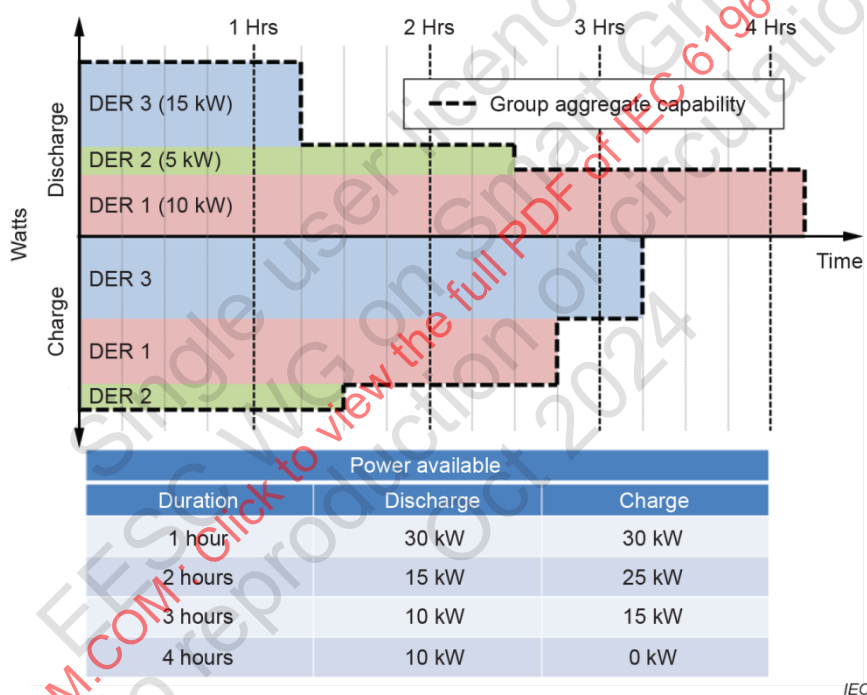 1 Hrs 2 Hrs 3 Hrs 4 Hrs
Discharge
DER 3 (15 kW)
Group aggregate capability
DER 2 (5 kW)
DER 1 (10 kW)
Watts
Time
Charge
DER 3
DER 1
DER 2
Power available
Duration Discharge Charge
1 hour 30 kW 30 kW
2 hours 15 kW 25 kW
3 hours 10 kW 15 kW
4 hours 10 kW 0 kW
IEC
Single user licen
EESC WG on Smart Gri
o reproduction or circulatio
Oct 2024
M.COM : Click to view the full PDF of IEC 6196